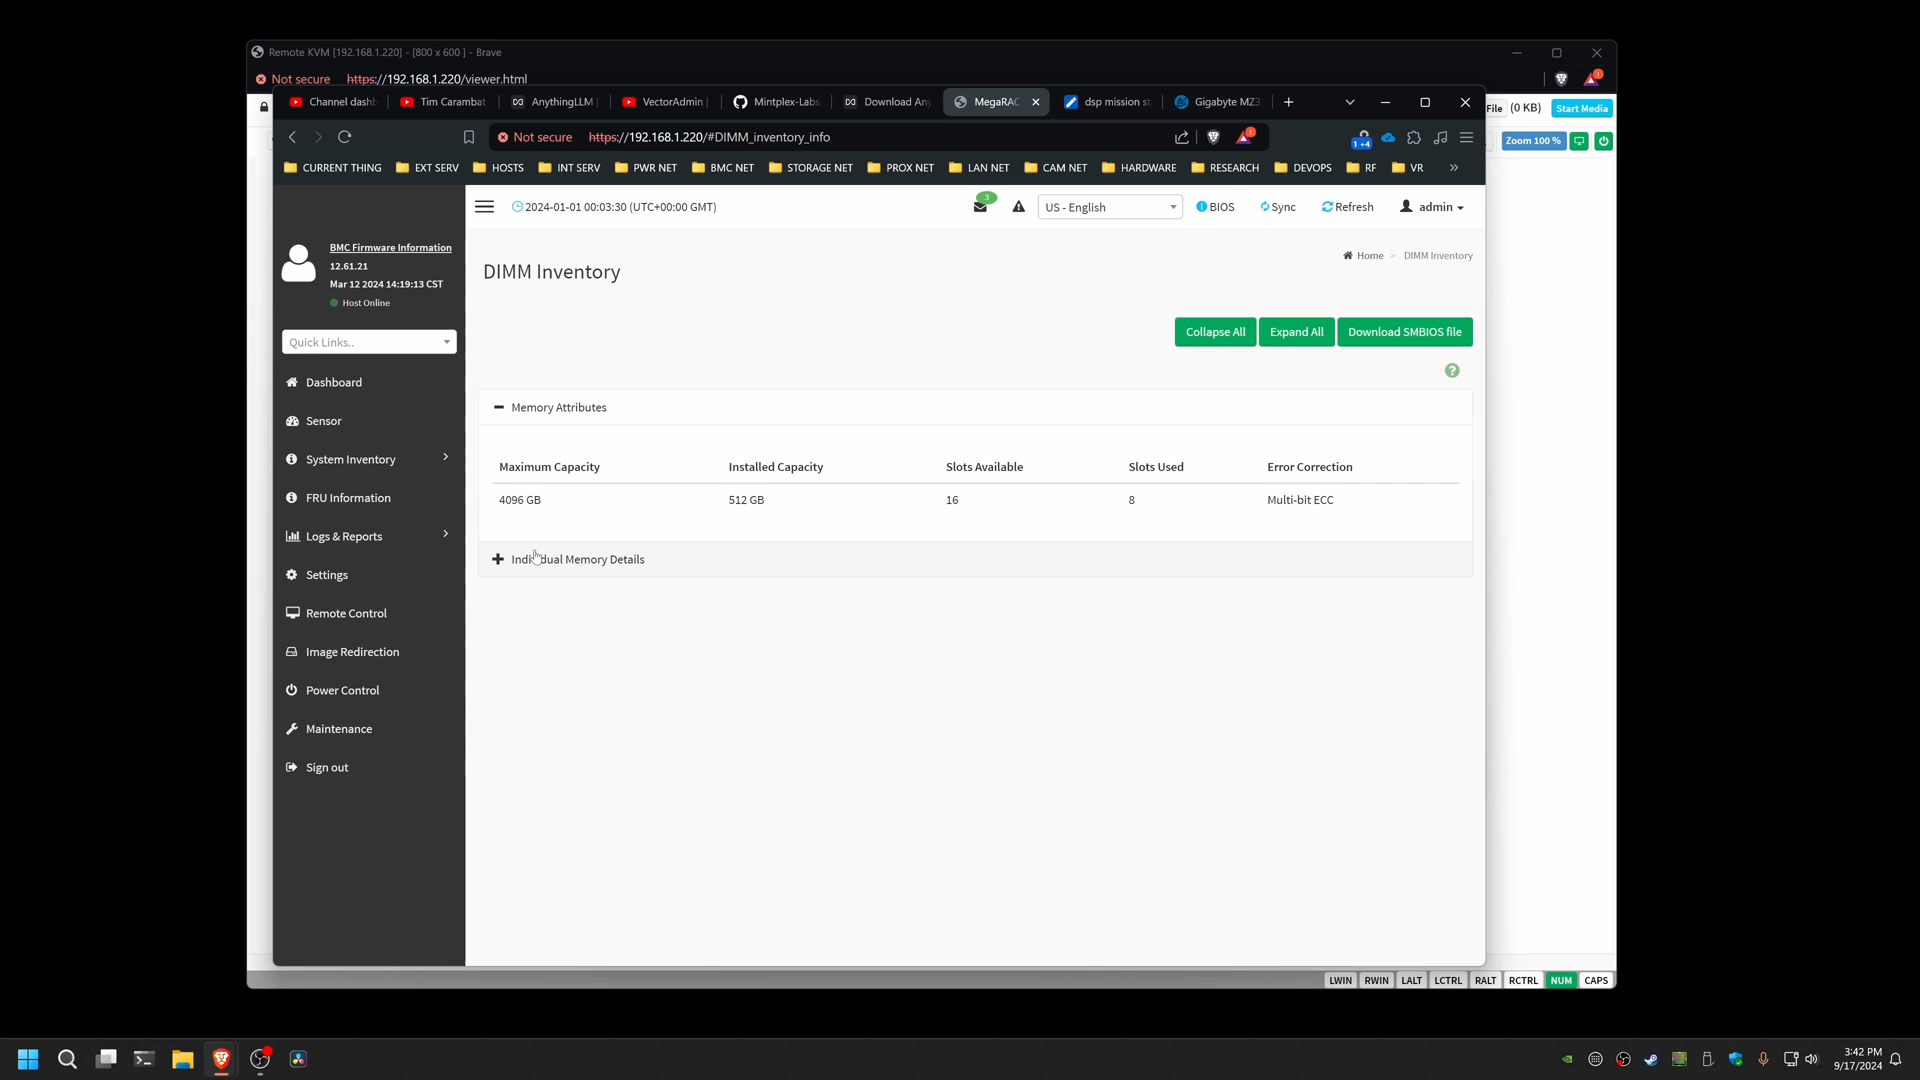 Remote KVM [192.168.1.220] - [800 x 600 ] - Brave
Not secure https://192.168.1.220/viewer.html
Channel dashb
Tim Carambat
AnythingLLM
VectorAdmin
Mintplex-Labs
Download Any
MegaRAC
dsp mission st
Gigabyte MZ3
File (0 KB) Start Media
Not secure https://192.168.1.220/#DIMM_inventory_info
1 +4
Zoom 100 %
CURRENT THING EXT SERV HOSTS INT SERV PWR NET BMC NET STORAGE NET PROX NET LAN NET CAM NET HARDWARE RESEARCH DEVOPS RF VR »
2024-01-01 00:03:30 (UTC+00:00 GMT)
3
US - English
BIOS
Sync
Refresh
admin
BMC Firmware Information
12.61.21
Mar 12 2024 14:19:13 CST
Host Online
Quick Links..
Dashboard
Sensor
System Inventory
FRU Information
Logs & Reports
Settings
Remote Control
Image Redirection
Power Control
Maintenance
Sign out
Home > DIMM Inventory
DIMM Inventory
Collapse All Expand All Download SMBIOS file
?
Memory Attributes
Maximum Capacity Installed Capacity Slots Available Slots Used Error Correction
4096 GB 512 GB 16 8 Multi-bit ECC
Individual Memory Details
LWIN RWIN LALT LCTRL RALT RCTRL NUM CAPS
3:42 PM
9/17/2024